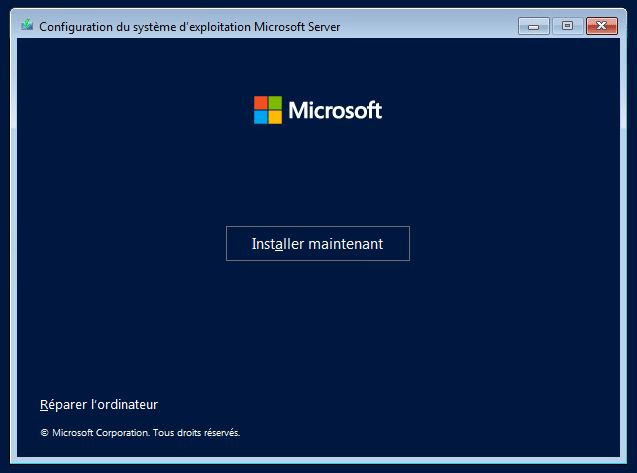 Configuration du système d'exploitation Microsoft Server
Microsoft
Installer maintenant
Réparer l'ordinateur
© Microsoft Corporation. Tous droits réservés.